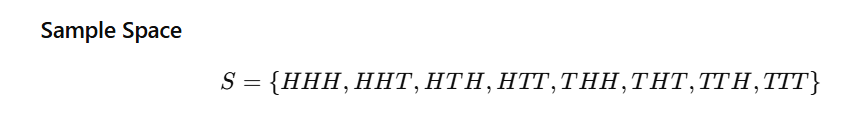 Sample Space
S = {HHH, HHT, HTH, HTT, THH, THT, TTH, TTT}